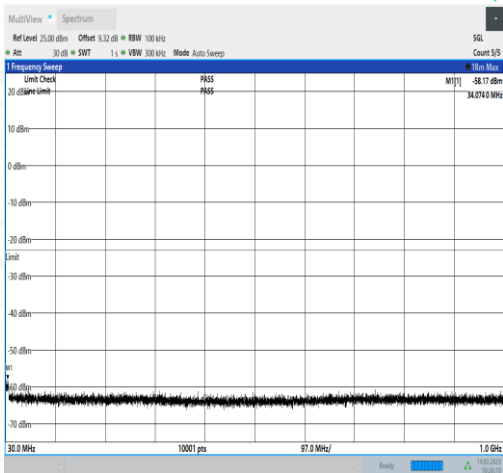 MultiView Spectrum
Ref Level 25.00 dBm Offset 9.32 dB RBW 100 kHz SGL
Att 30 dB SWT 1 s VBW 300 kHz Mode Auto Sweep Count 5/5
1 Frequency Sweep 1Rm Max
Limit Check PASS M1[1] -58.17 dBm
20 dBm Line Limit PASS 34.0740 MHz
10 dBm
0 dBm
-10 dBm
-20 dBm
Limit
-30 dBm
-40 dBm
-50 dBm
M1
-60 dBm
-70 dBm
30.0 MHz 10001 pts 97.0 MHz/ 1.0 GHz
Ready